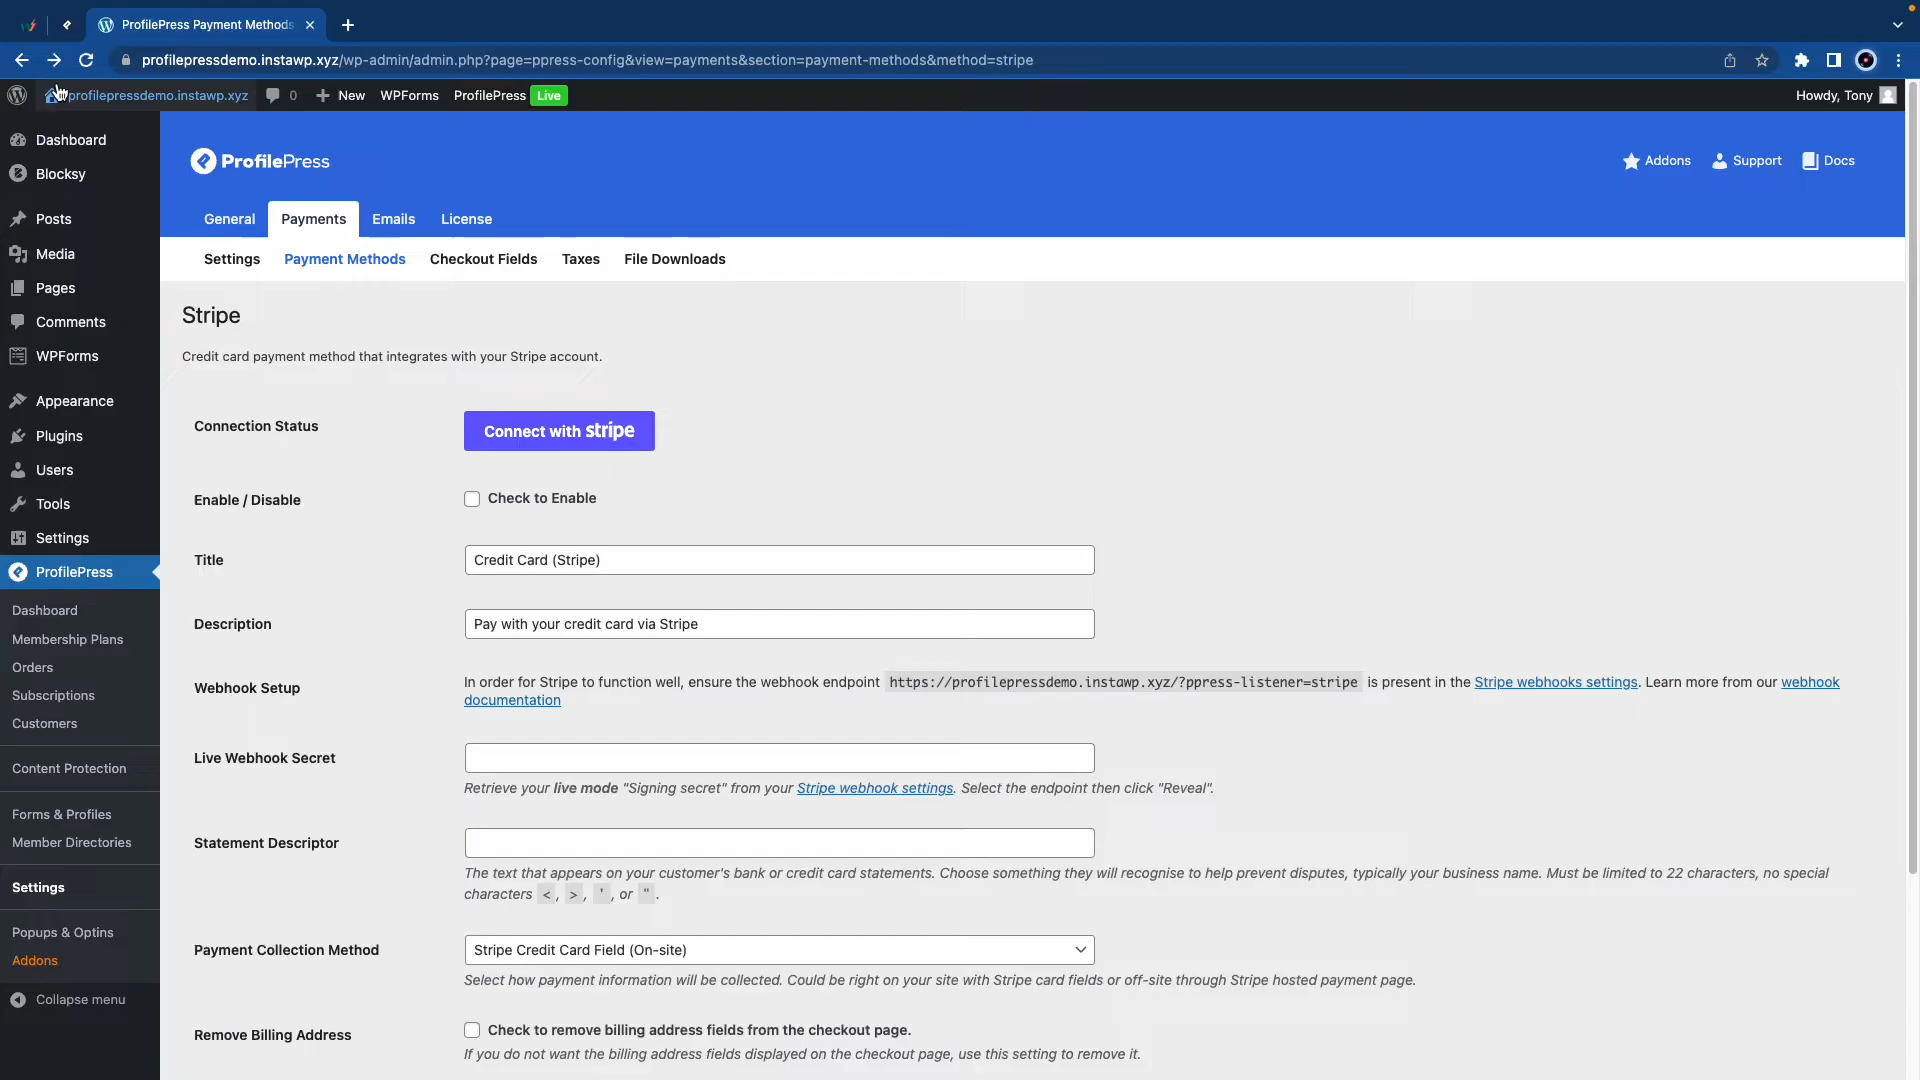 ProfilePress Payment Methods
profilepressdemo.instawp.xyz/wp-admin/admin.php?page=ppress-config&view=payments&section=payment-methods&method=stripe
profilepressdemo.instawp.xyz 0 New WPForms ProfilePress Live Howdy, Tony
Dashboard
Blocksy
Posts
Media
Pages
Comments
WPForms
Appearance
Plugins
Users
Tools
Settings
ProfilePress
Dashboard
Membership Plans
Orders
Subscriptions
Customers
Content Protection
Forms & Profiles
Member Directories
Settings
Popups & Optins
Addons
Collapse menu
ProfilePress
Addons Support Docs
General Payments Emails License
Settings Payment Methods Checkout Fields Taxes File Downloads
Stripe
Credit card payment method that integrates with your Stripe account.
Connection Status Connect with stripe
Enable / Disable Check to Enable
Title Credit Card (Stripe)
Description Pay with your credit card via Stripe
Webhook Setup In order for Stripe to function well, ensure the webhook endpoint https://profilepressdemo.instawp.xyz/?ppress-listener=stripe is present in the Stripe webhooks settings. Learn more from our webhook
documentation
Live Webhook Secret
Retrieve your live mode "Signing secret" from your Stripe webhook settings. Select the endpoint then click "Reveal".
Statement Descriptor
The text that appears on your customer's bank or credit card statements. Choose something they will recognise to help prevent disputes, typically your business name. Must be limited to 22 characters, no special
characters <, >, ', or ".
Payment Collection Method Stripe Credit Card Field (On-site)
Select how payment information will be collected. Could be right on your site with Stripe card fields or off-site through Stripe hosted payment page.
Remove Billing Address Check to remove billing address fields from the checkout page.
If you do not want the billing address fields displayed on the checkout page, use this setting to remove it.